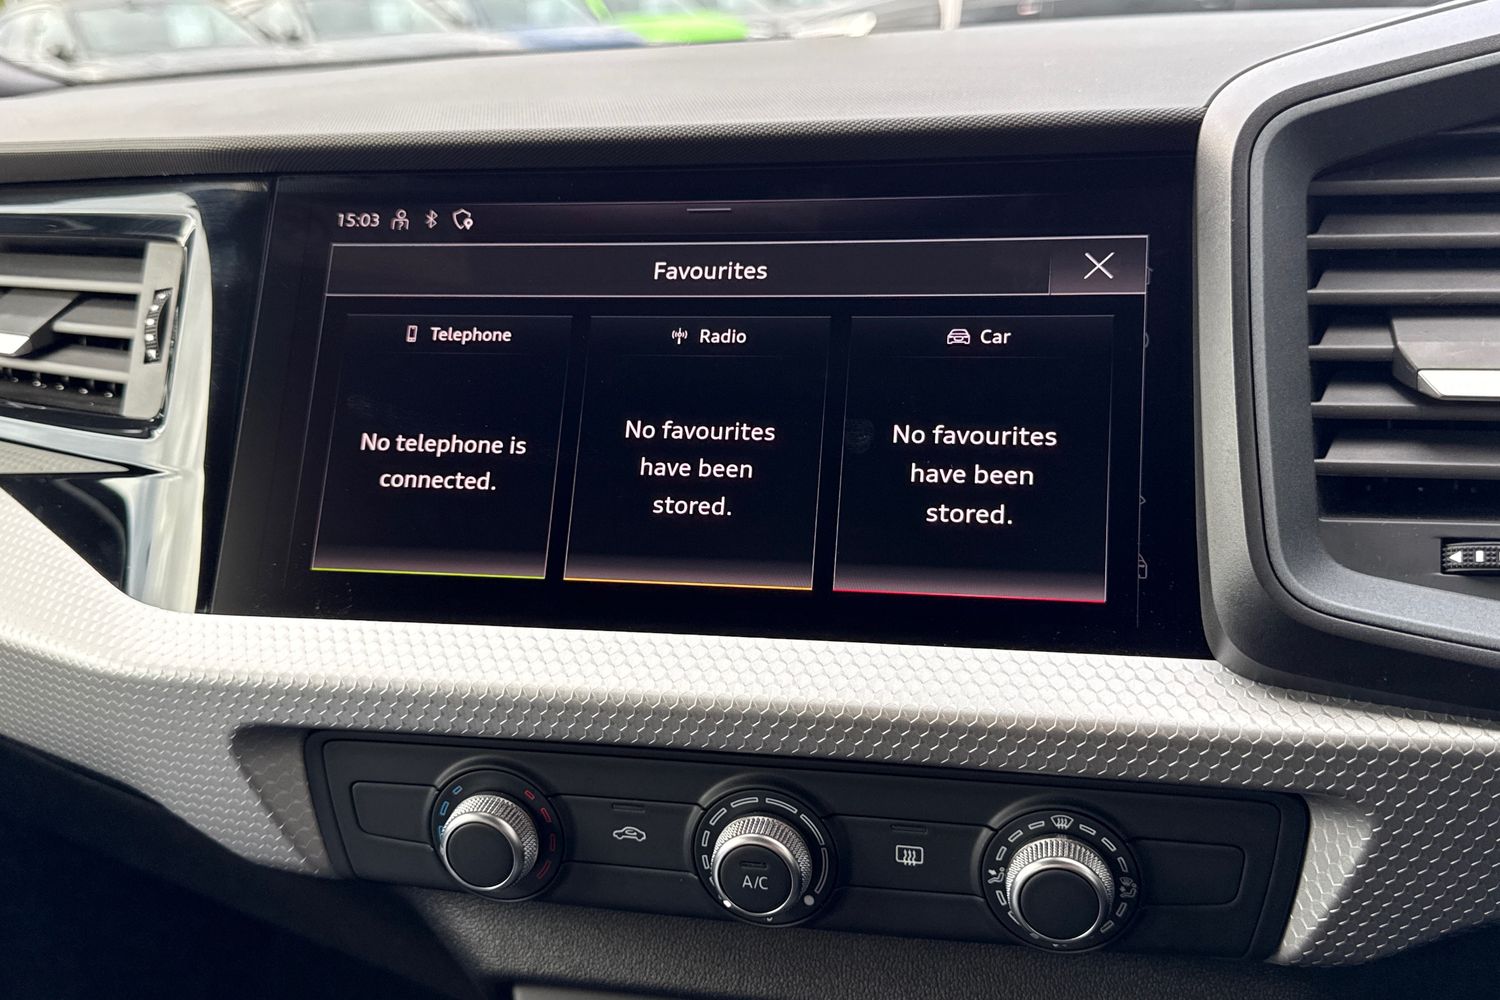 15:03
Favourites
Telephone
Radio
Car
No telephone is
connected.
No favourites
have been
stored.
No favourites
have been
stored.
A/C